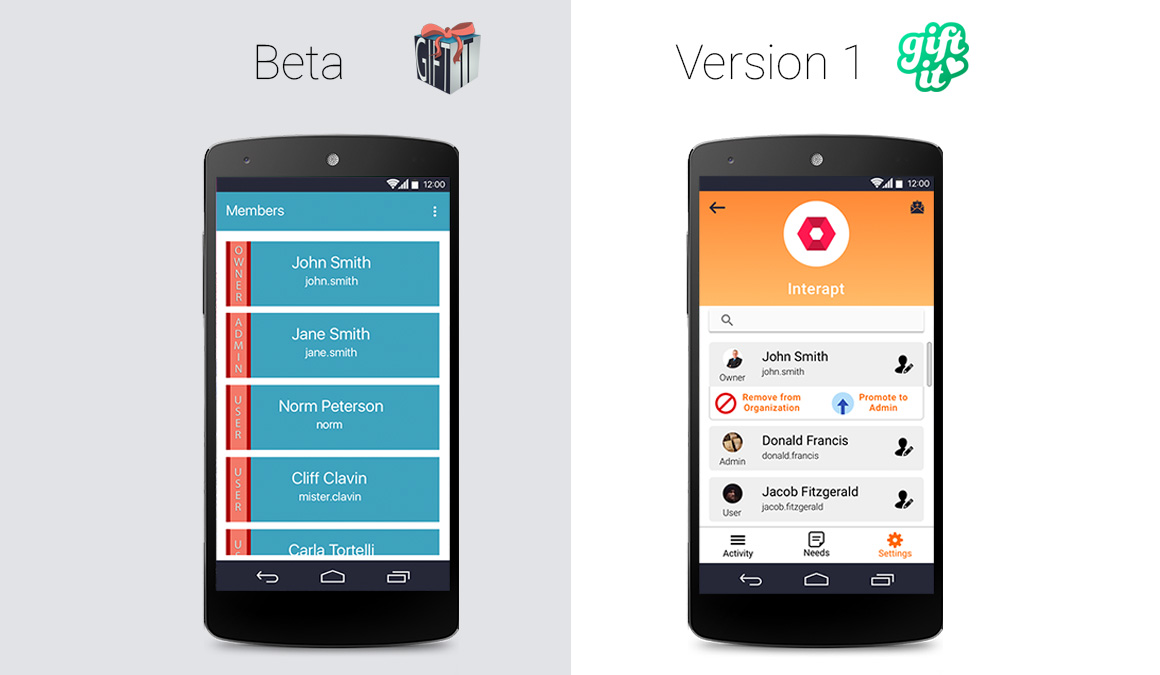 Beta
GIFT IT
12:00
Members
OWNER
John Smith
john.smith
ADMIN
Jane Smith
jane.smith
USER
Norm Peterson
norm
USER
Cliff Clavin
mister.clavin
US
Carla Tortelli
Version 1
gift
it
12:00
Interapt
John Smith
john.smith
Owner
Remove from
Organization
Promote to
Admin
Donald Francis
donald.francis
Admin
Jacob Fitzgerald
jacob.fitzgerald
User
Activity
Needs
Settings